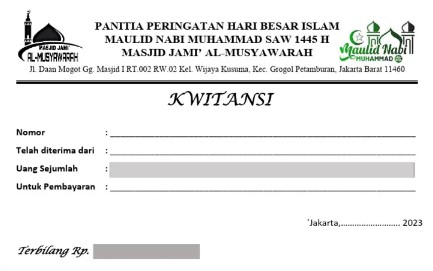 PANITIA PERINGATAN HARI BESAR ISLAM
MAULID NABI MUHAMMAD SAW 1445 H
MASJID JAMI' AL-MUSYAWARAH
MASJID JAMI
AL-MUSYAWARAH
Maulid Nabi
MUHAMMAD
Jl. Daan Mogot Gg. Masjid I RT.002 RW.02 Kel. Wijaya Kusuma, Kec. Grogol Petamburan, Jakarta Barat 11460
KWITANSI
Nomor :
Telah diterima dari :
Uang Sejumlah :
Untuk Pembayaran :
'Jakarta,.......................... 2023
Terbilang Rp.